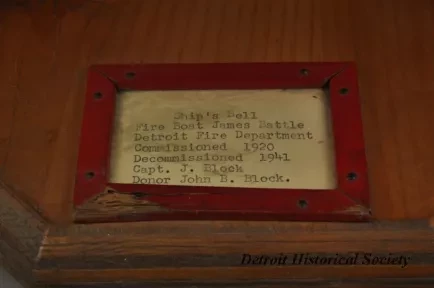 Ship's Bell
Fire Boat James Battle
Detroit Fire Department
Commissioned 1920
Decommissioned 1941
Capt. J. Block
Donor John B. Block.
Detroit Historical Society